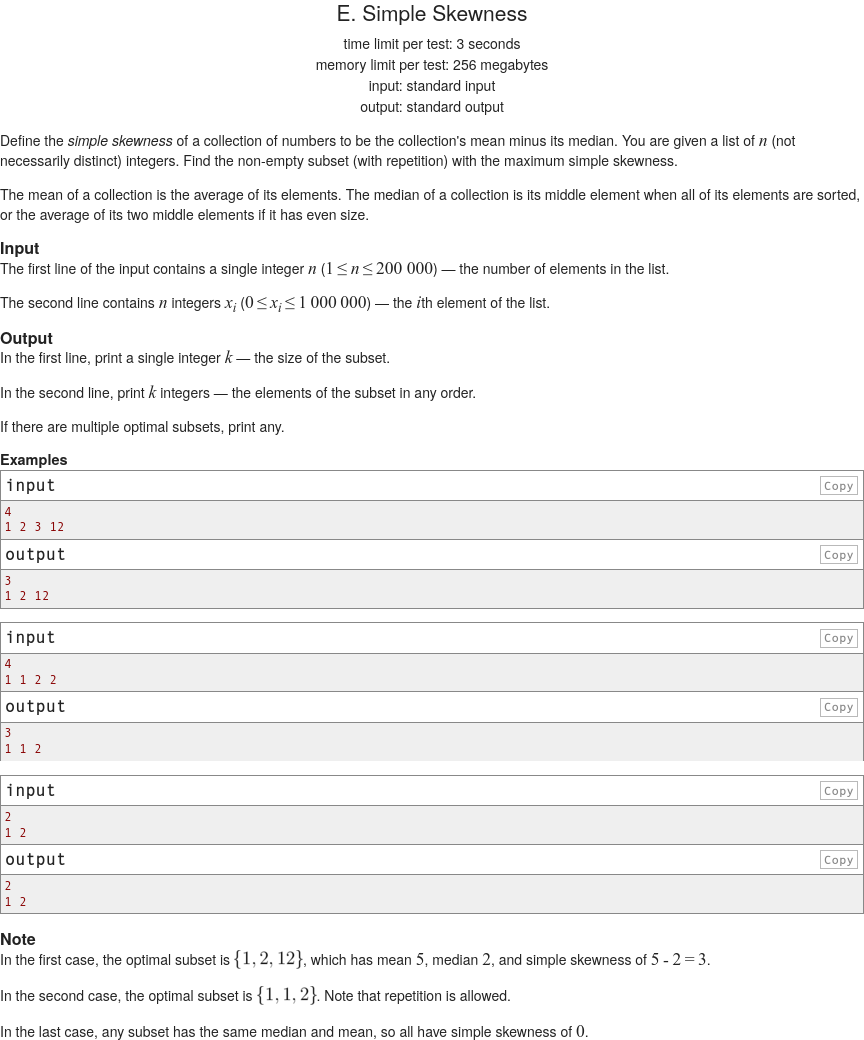 E. Simple Skewness
time limit per test: 3 seconds
memory limit per test: 256 megabytes
input: standard input
output: standard output
Define the simple skewness of a collection of numbers to be the collection's mean minus its median. You are given a list of n (not
necessarily distinct) integers. Find the non-empty subset (with repetition) with the maximum simple skewness.
The mean of a collection is the average of its elements. The median of a collection is its middle element when all of its elements are sorted,
or the average of its two middle elements if it has even size.
Input
The first line of the input contains a single integer n (1 ≤ n ≤ 200 000) — the number of elements in the list.
The second line contains n integers xi (0 ≤ xi ≤ 1 000 000) — the ith element of the list.
Output
In the first line, print a single integer k — the size of the subset.
In the second line, print k integers — the elements of the subset in any order.
If there are multiple optimal subsets, print any.
Examples
input Copy
4
1 2 3 12
output Copy
3
1 2 12
input Copy
4
1 1 2 2
output Copy
3
1 1 2
input Copy
2
1 2
output Copy
2
1 2
Note
In the first case, the optimal subset is {1, 2, 12}, which has mean 5, median 2, and simple skewness of 5 - 2 = 3.
In the second case, the optimal subset is {1, 1, 2}. Note that repetition is allowed.
In the last case, any subset has the same median and mean, so all have simple skewness of 0.